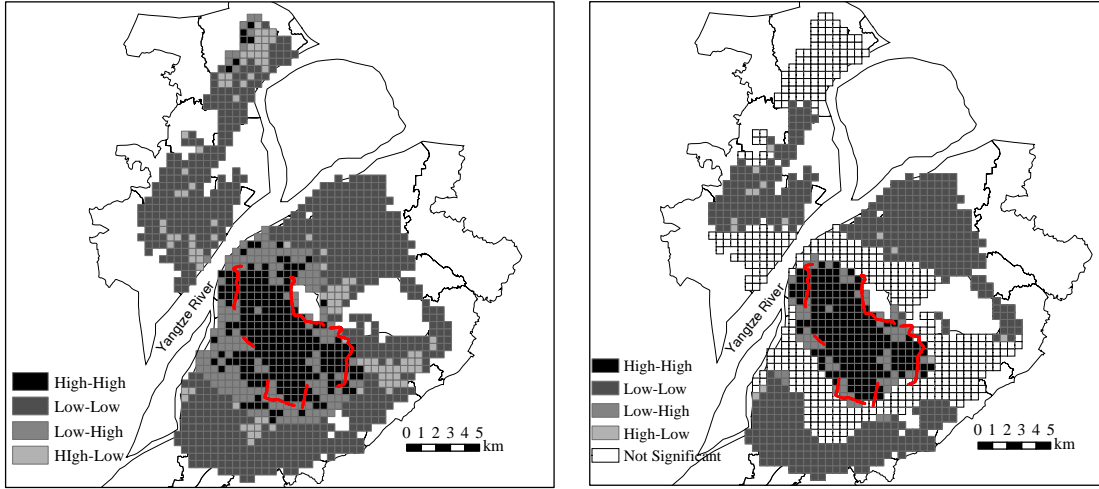 Yangtze River
High-High
Low-Low
Low-High
HIgh-Low
0 1 2 3 4 5
km
Yangtze River
High-High
Low-Low
Low-High
High-Low
Not Significant
0 1 2 3 4 5
km